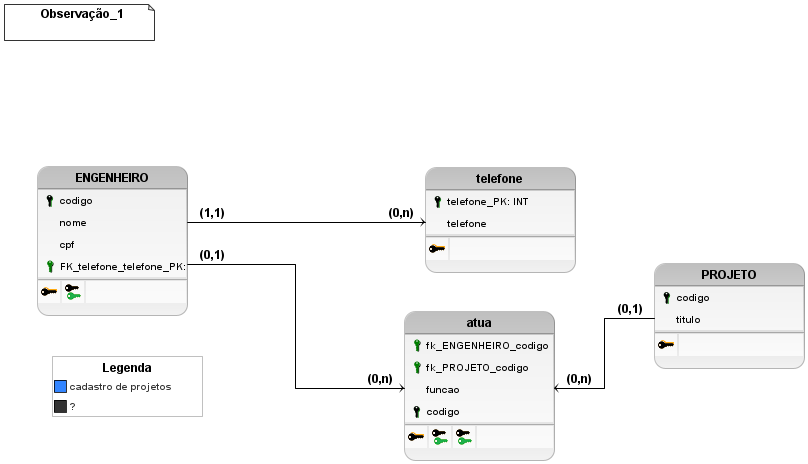 Observação_1
ENGENHEIRO
codigo
nome
cpf
FK_telefone_telefone_PK:
(1,1)
(0,n)
(0,1)
telefone
telefone_PK: INT
telefone
PROJETO
codigo
titulo
(0,1)
atua
fk_ENGENHEIRO_codigo
fk_PROJETO_codigo
funcao
codigo
(0,n)
(0,n)
Legenda
cadastro de projetos
?